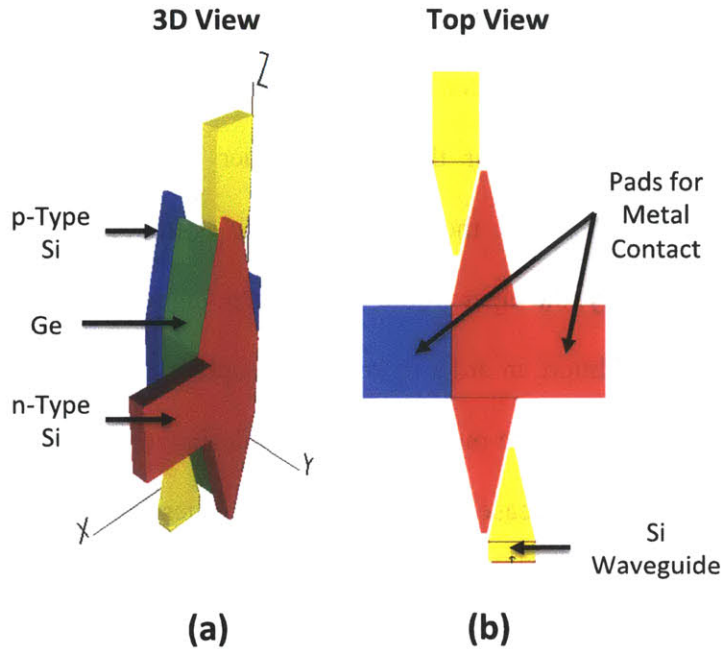 3D View
Top View
Z
p-Type
Si
Ge
n-Type
Si
X
Y
Pads for
Metal
Contact
Si
Waveguide
(a)
(b)